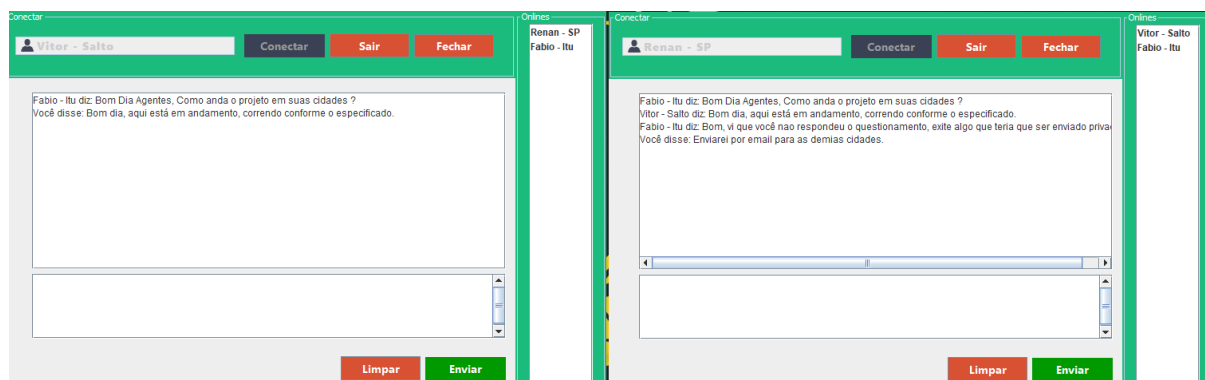 Conectar
Vitor - Salto
Conectar
Sair
Fechar
Fabio - Itu diz: Bom Dia Agentes, Como anda o projeto em suas cidades ?
Você disse: Bom dia, aqui está em andamento, correndo conforme o especificado.
Limpar
Enviar
Onlines
Renan - SP
Fabio - Itu
Conectar
Renan - SP
Conectar
Sair
Fechar
Fabio - Itu diz: Bom Dia Agentes, Como anda o projeto em suas cidades ?
Vitor - Salto diz: Bom dia, aqui está em andamento, correndo conforme o especificado.
Fabio - Itu diz: Bom, vi que você nao respondeu o questionamento, exite algo que teria que ser enviado priva
Você disse: Enviarei por email para as demias cidades.
Limpar
Enviar
Onlines
Vitor - Salto
Fabio - Itu